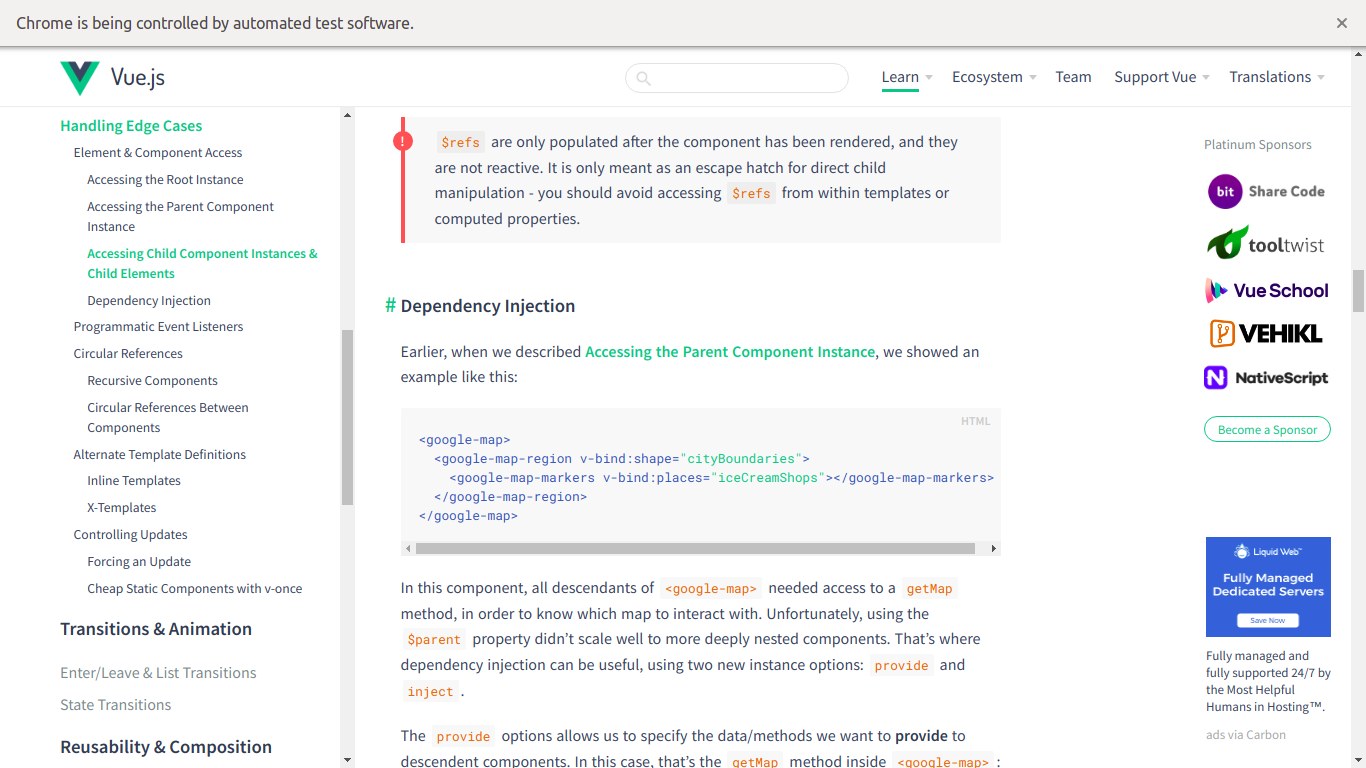 Chrome is being controlled by automated test software.
Vue.js
Learn
Ecosystem
Team
Support Vue
Translations
Handling Edge Cases
Element & Component Access
Accessing the Root Instance
Accessing the Parent Component
Instance
Accessing Child Component Instances &
Child Elements
Dependency Injection
Programmatic Event Listeners
Circular References
Recursive Components
Circular References Between
Components
Alternate Template Definitions
Inline Templates
X-Templates
Controlling Updates
Forcing an Update
Cheap Static Components with v-once
Transitions & Animation
Enter/Leave & List Transitions
State Transitions
Reusability & Composition
!
$refs are only populated after the component has been rendered, and they
are not reactive. It is only meant as an escape hatch for direct child
manipulation - you should avoid accessing $refs from within templates or
computed properties.
# Dependency Injection
Earlier, when we described Accessing the Parent Component Instance, we showed an
example like this:
HTML
<google-map>
  <google-map-region v-bind:shape="cityBoundaries">
    <google-map-markers v-bind:places="iceCreamShops"></google-map-markers>
  </google-map-region>
</google-map>
In this component, all descendants of <google-map> needed access to a getMap
method, in order to know which map to interact with. Unfortunately, using the
$parent property didn’t scale well to more deeply nested components. That’s where
dependency injection can be useful, using two new instance options: provide and
inject.
The provide options allows us to specify the data/methods we want to provide to
descendent components. In this case, that’s the getMap method inside <google-map>:
Platinum Sponsors
bit Share Code
tooltwist
Vue School
VEHIKL
N NativeScript
Become a Sponsor
Liquid Web™
Fully Managed
Dedicated Servers
Save Now
Fully managed and
fully supported 24/7 by
the Most Helpful
Humans in Hosting™.
ads via Carbon